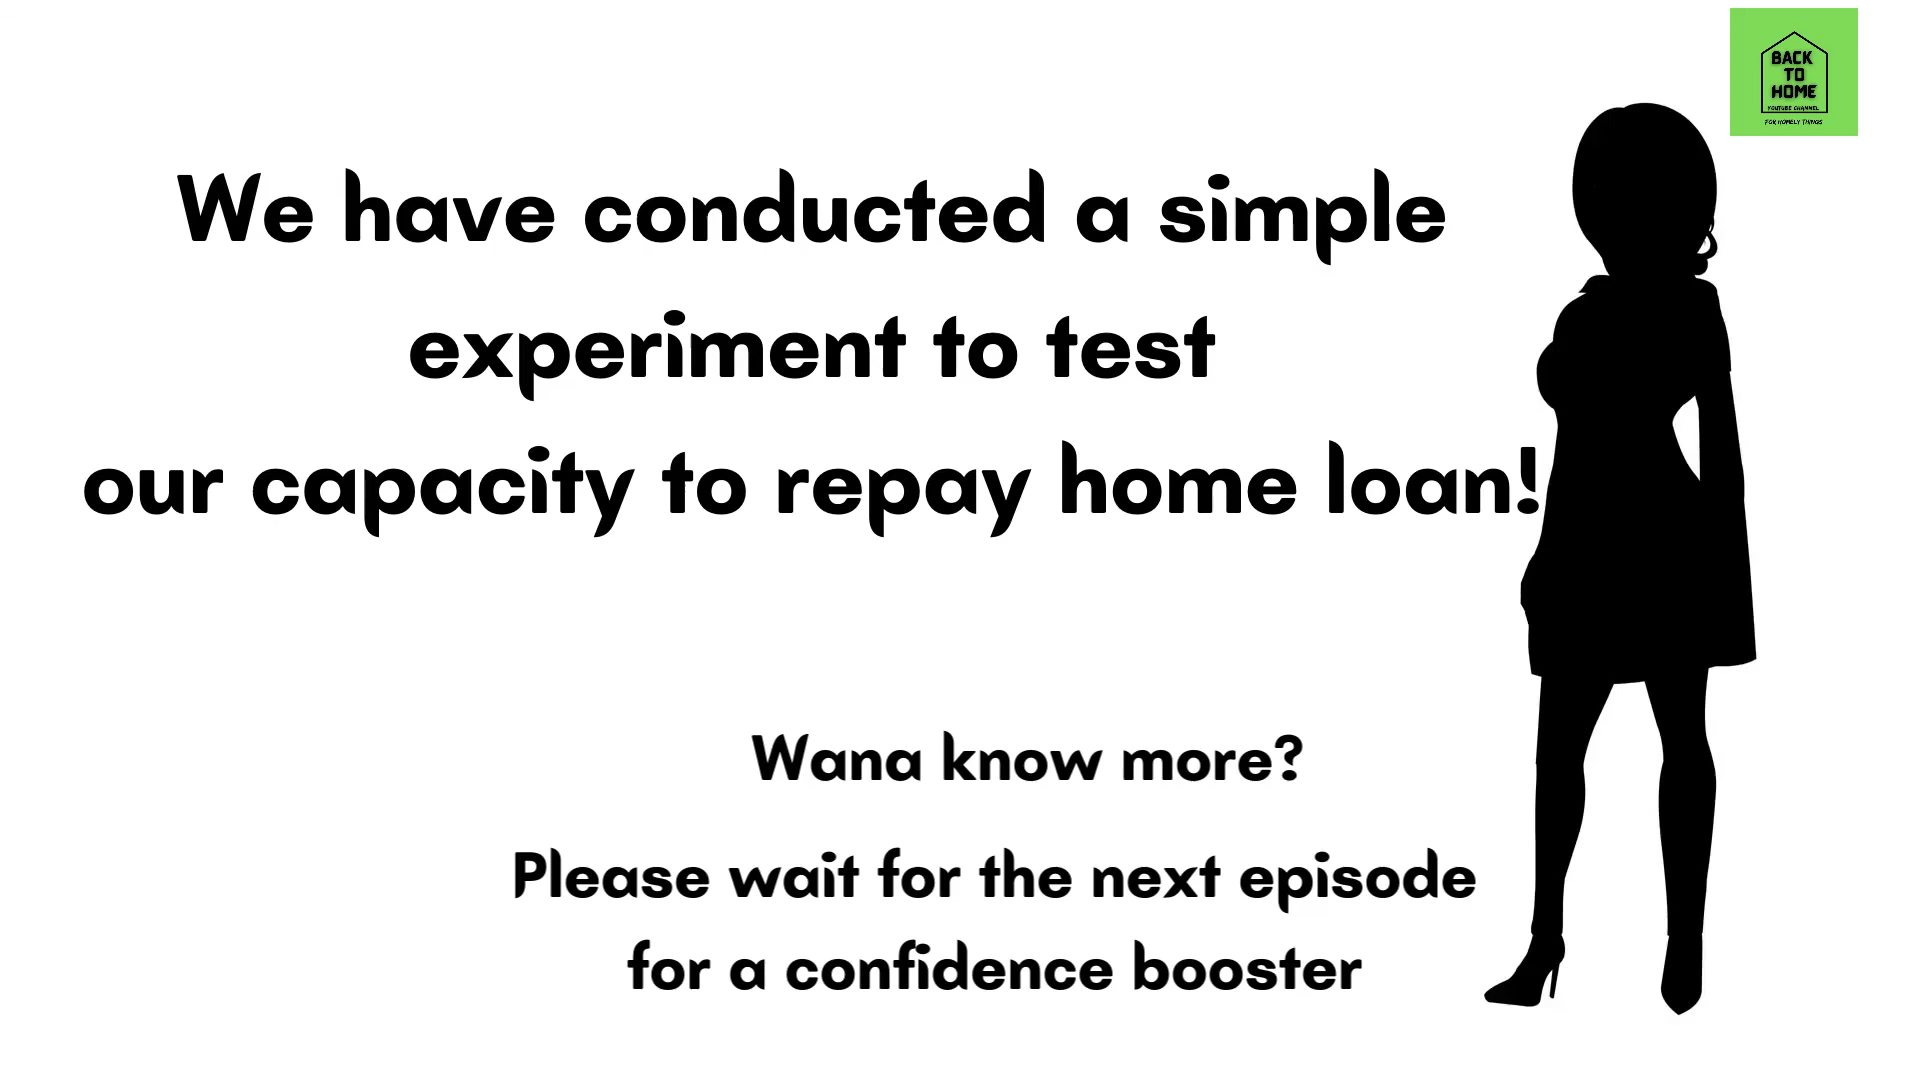 BACK
TO
HOME
YOUTUBE CHANNEL
FOR HOMELY THINGS
We have conducted a simple
experiment to test
our capacity to repay home loan!
Wana know more?
Please wait for the next episode
for a confidence booster